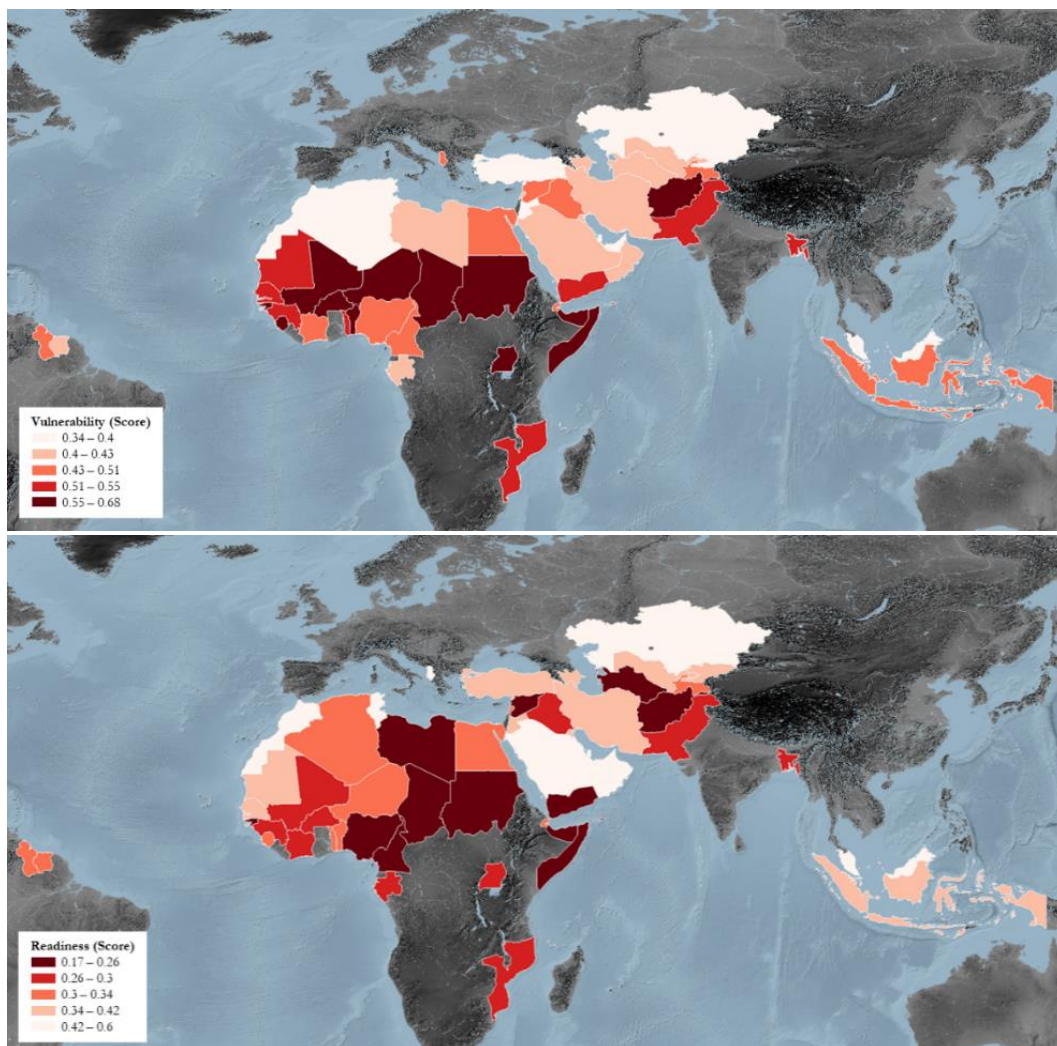 Vulnerability (Score)
0.34 – 0.4
0.4 – 0.43
0.43 – 0.51
0.51 – 0.55
0.55 – 0.68
Readiness (Score)
0.17 – 0.26
0.26 – 0.3
0.3 – 0.34
0.34 – 0.42
0.42 – 0.6